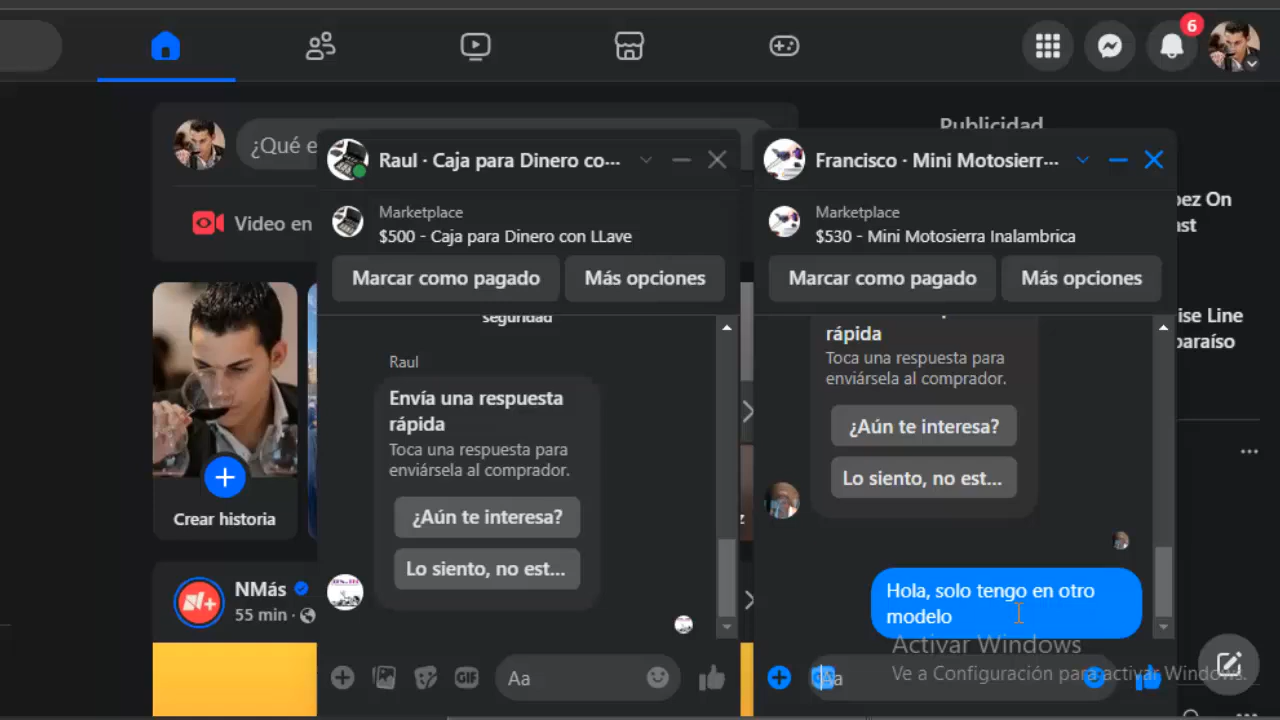 6
¿Qué e
Publicidad
Raul · Caja para Dinero co...
Francisco · Mini Motosierr...
Marketplace
$500 - Caja para Dinero con LLave
Marketplace
$530 - Mini Motosierra Inalambrica
Video en
Marcar como pagado
Más opciones
Marcar como pagado
Más opciones
seguridad
Raul
Envía una respuesta
rápida
Toca una respuesta para
enviársela al comprador.
¿Aún te interesa?
Lo siento, no est...
rápida
Toca una respuesta para
enviársela al comprador.
¿Aún te interesa?
Lo siento, no est...
Hola, solo tengo en otro
modelo
Crear historia
NMás
55 min ·
GIF
Aa
Aa
Activar Windows
Ve a Configuración para activar Windows.
ez On
st
ise Line
paraíso